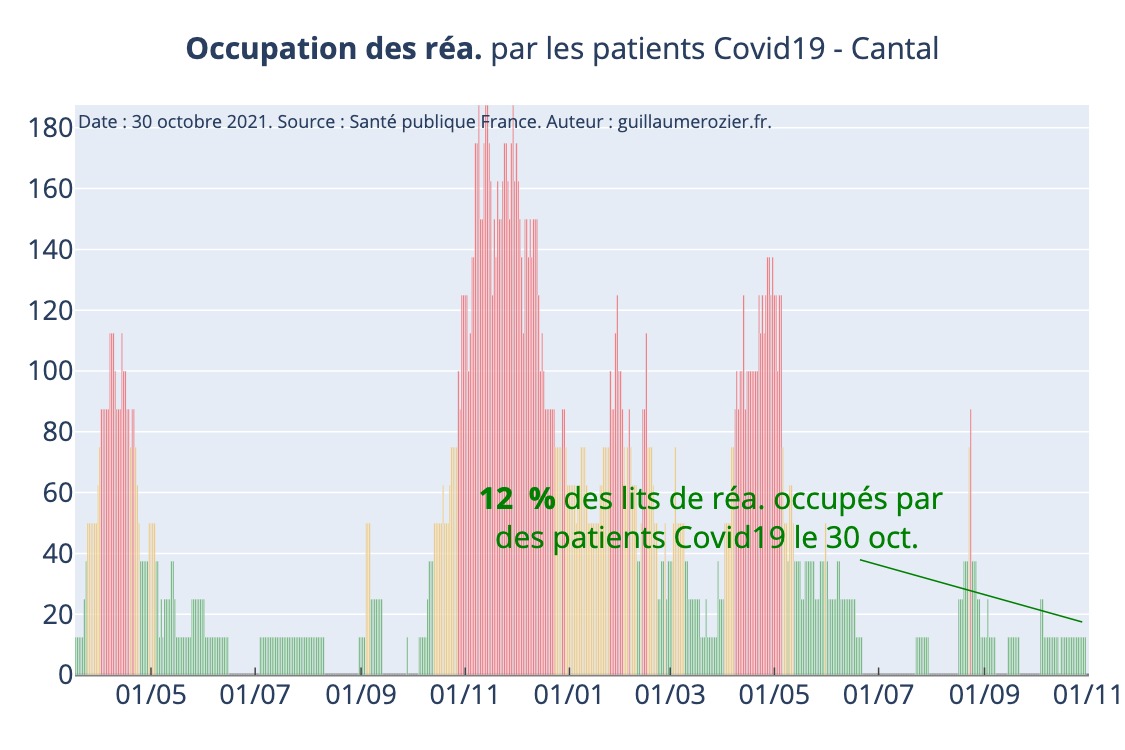 Occupation des réa. par les patients Covid19 - Cantal
Date : 30 octobre 2021. Source : Santé publique France. Auteur : guillaumerozier.fr.
180
160
140
120
100
80
60
40
20
0
12 % des lits de réa. occupés par
des patients Covid19 le 30 oct.
01/05 01/07 01/09 01/11 01/01 01/03 01/05 01/07 01/09 01/11